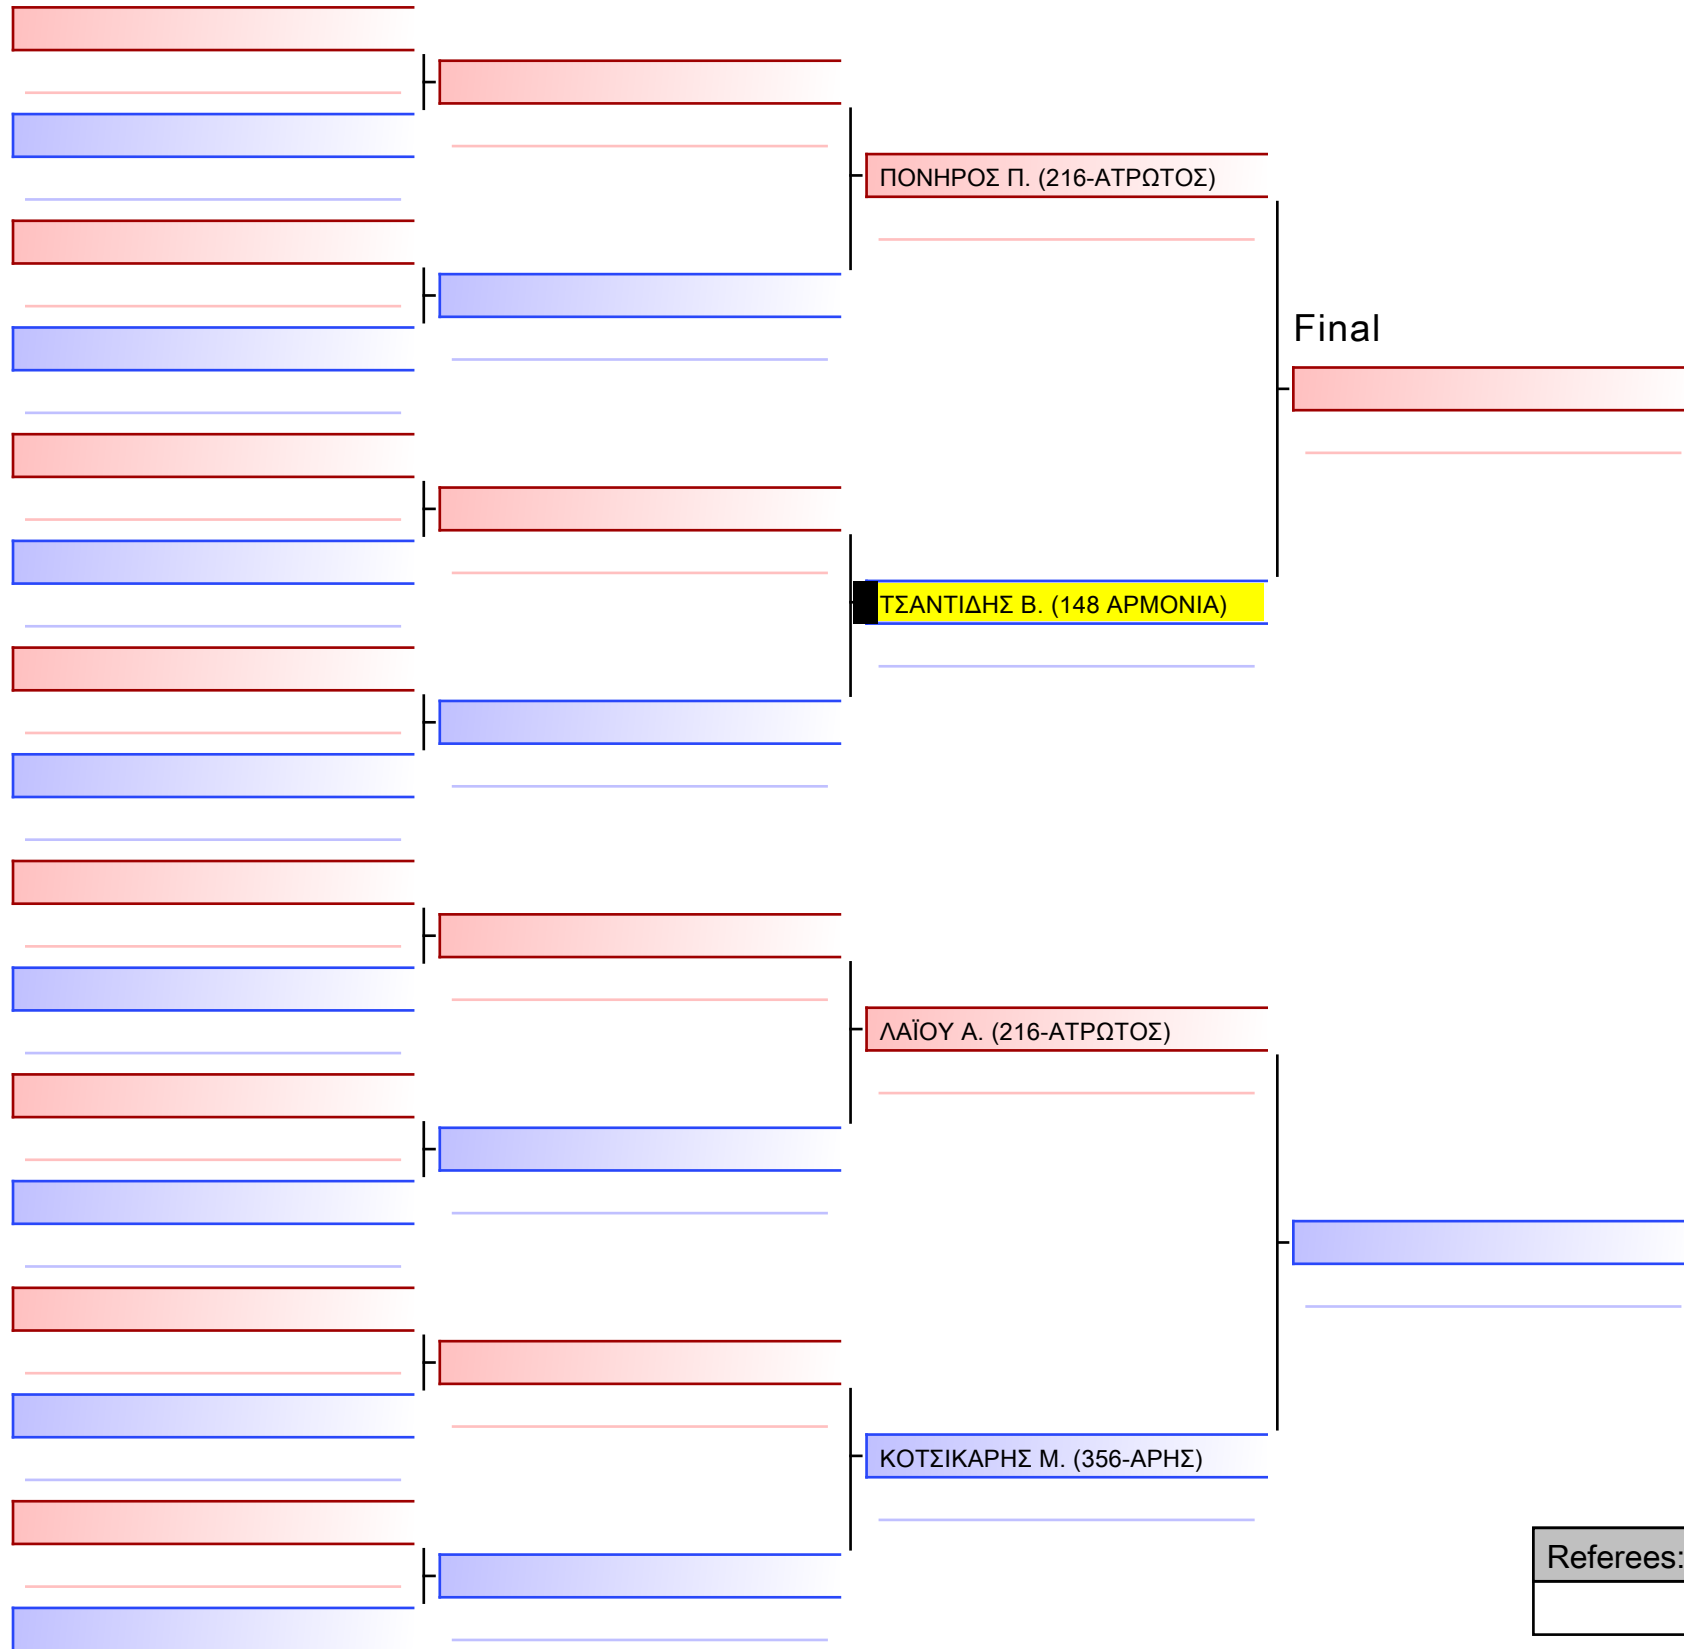 ΠΟΝΗΡΟΣ Π. (216-ΑΤΡΩΤΟΣ)
Final
ΤΣΑΝΤΙΔΗΣ Β. (148 ΑΡΜΟΝΙΑ)
ΛΑΪΟΥ Α. (216-ΑΤΡΩΤΟΣ)
ΚΟΤΣΙΚΑΡΗΣ Μ. (356-ΑΡΗΣ)
Referees: